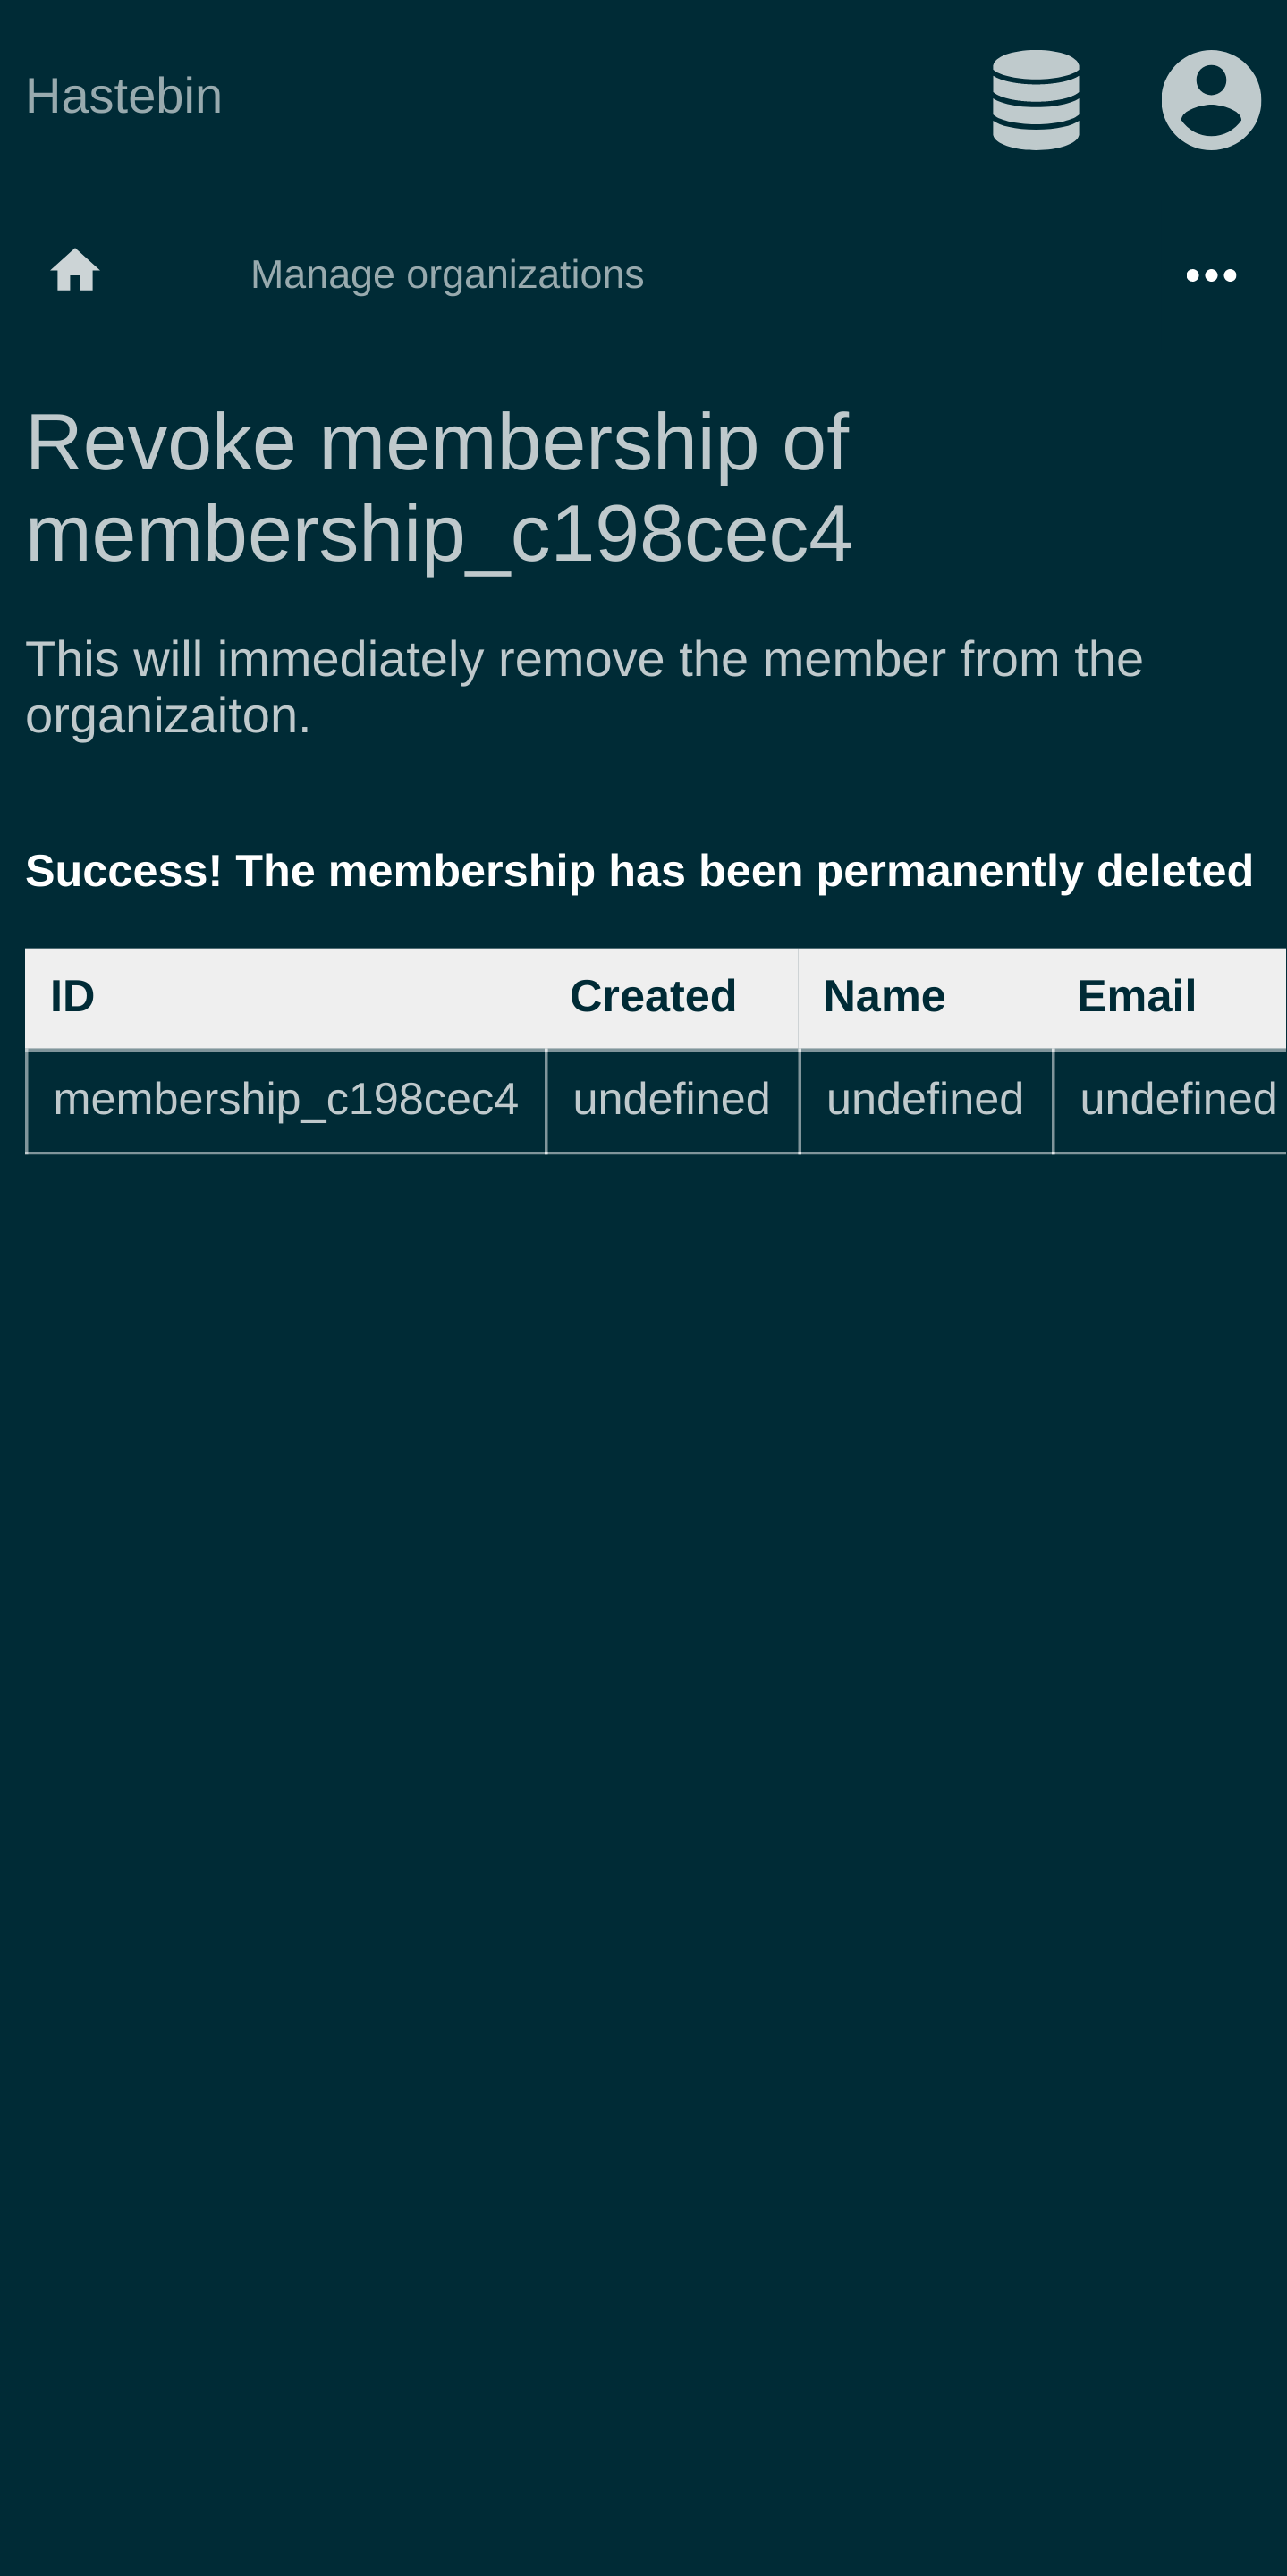 Hastebin
Manage organizations
Revoke membership of
membership_c198cec4
This will immediately remove the member from the
organizaiton.
Success! The membership has been permanently deleted
ID Created Name Email
membership_c198cec4 undefined undefined undefined